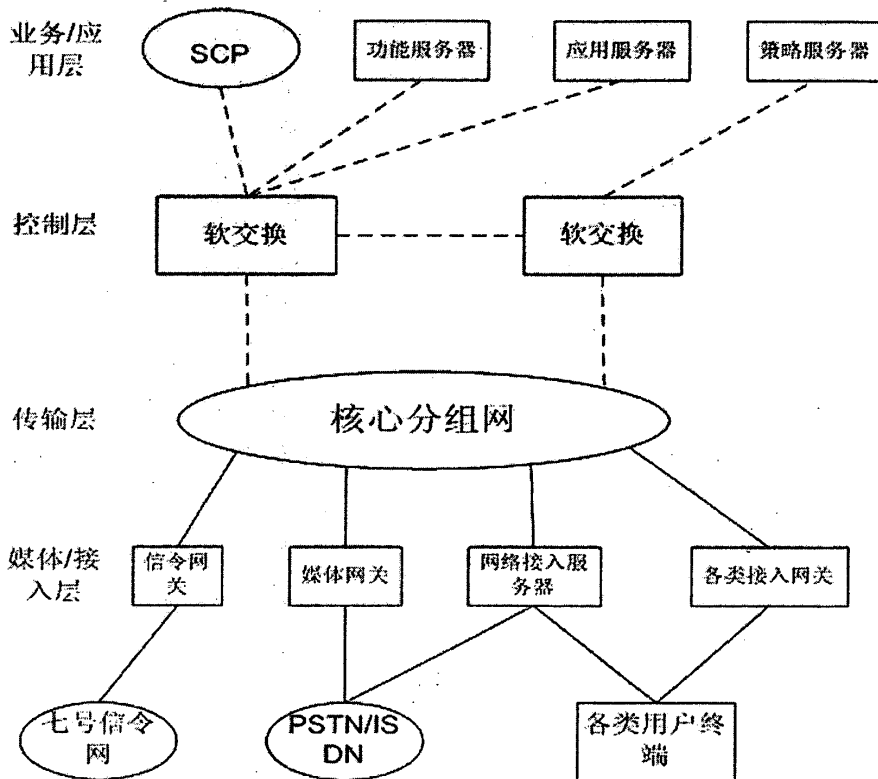 业务/应
用层
SCP
功能服务器
应用服务器
策略服务器
控制层
软交换
软交换
传输层
核心分组网
媒体/接
入层
信令网
关
媒体网关
网络接入服
务器
各类接入网关
七号信令
网
PSTN/IS
DN
各类用户终
端